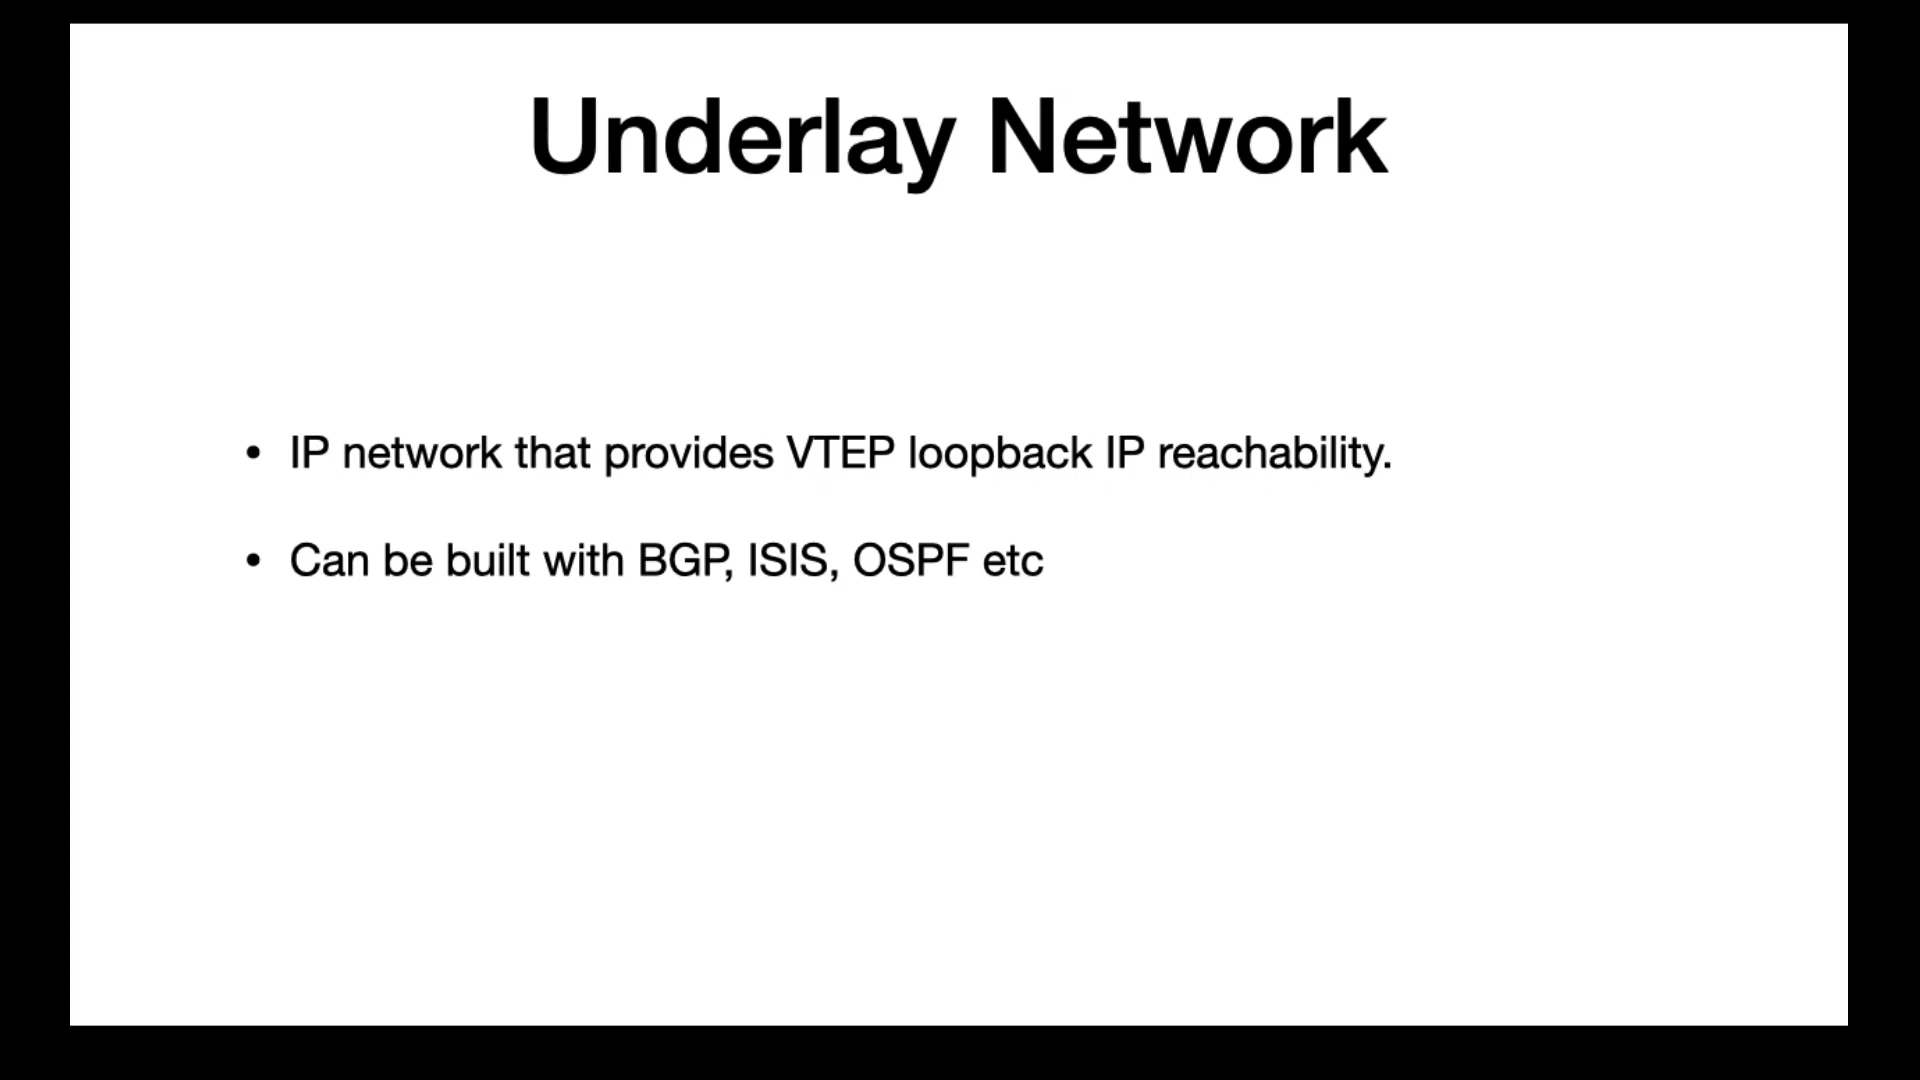 Underlay Network
• IP network that provides VTEP loopback IP reachability.
• Can be built with BGP, ISIS, OSPF etc